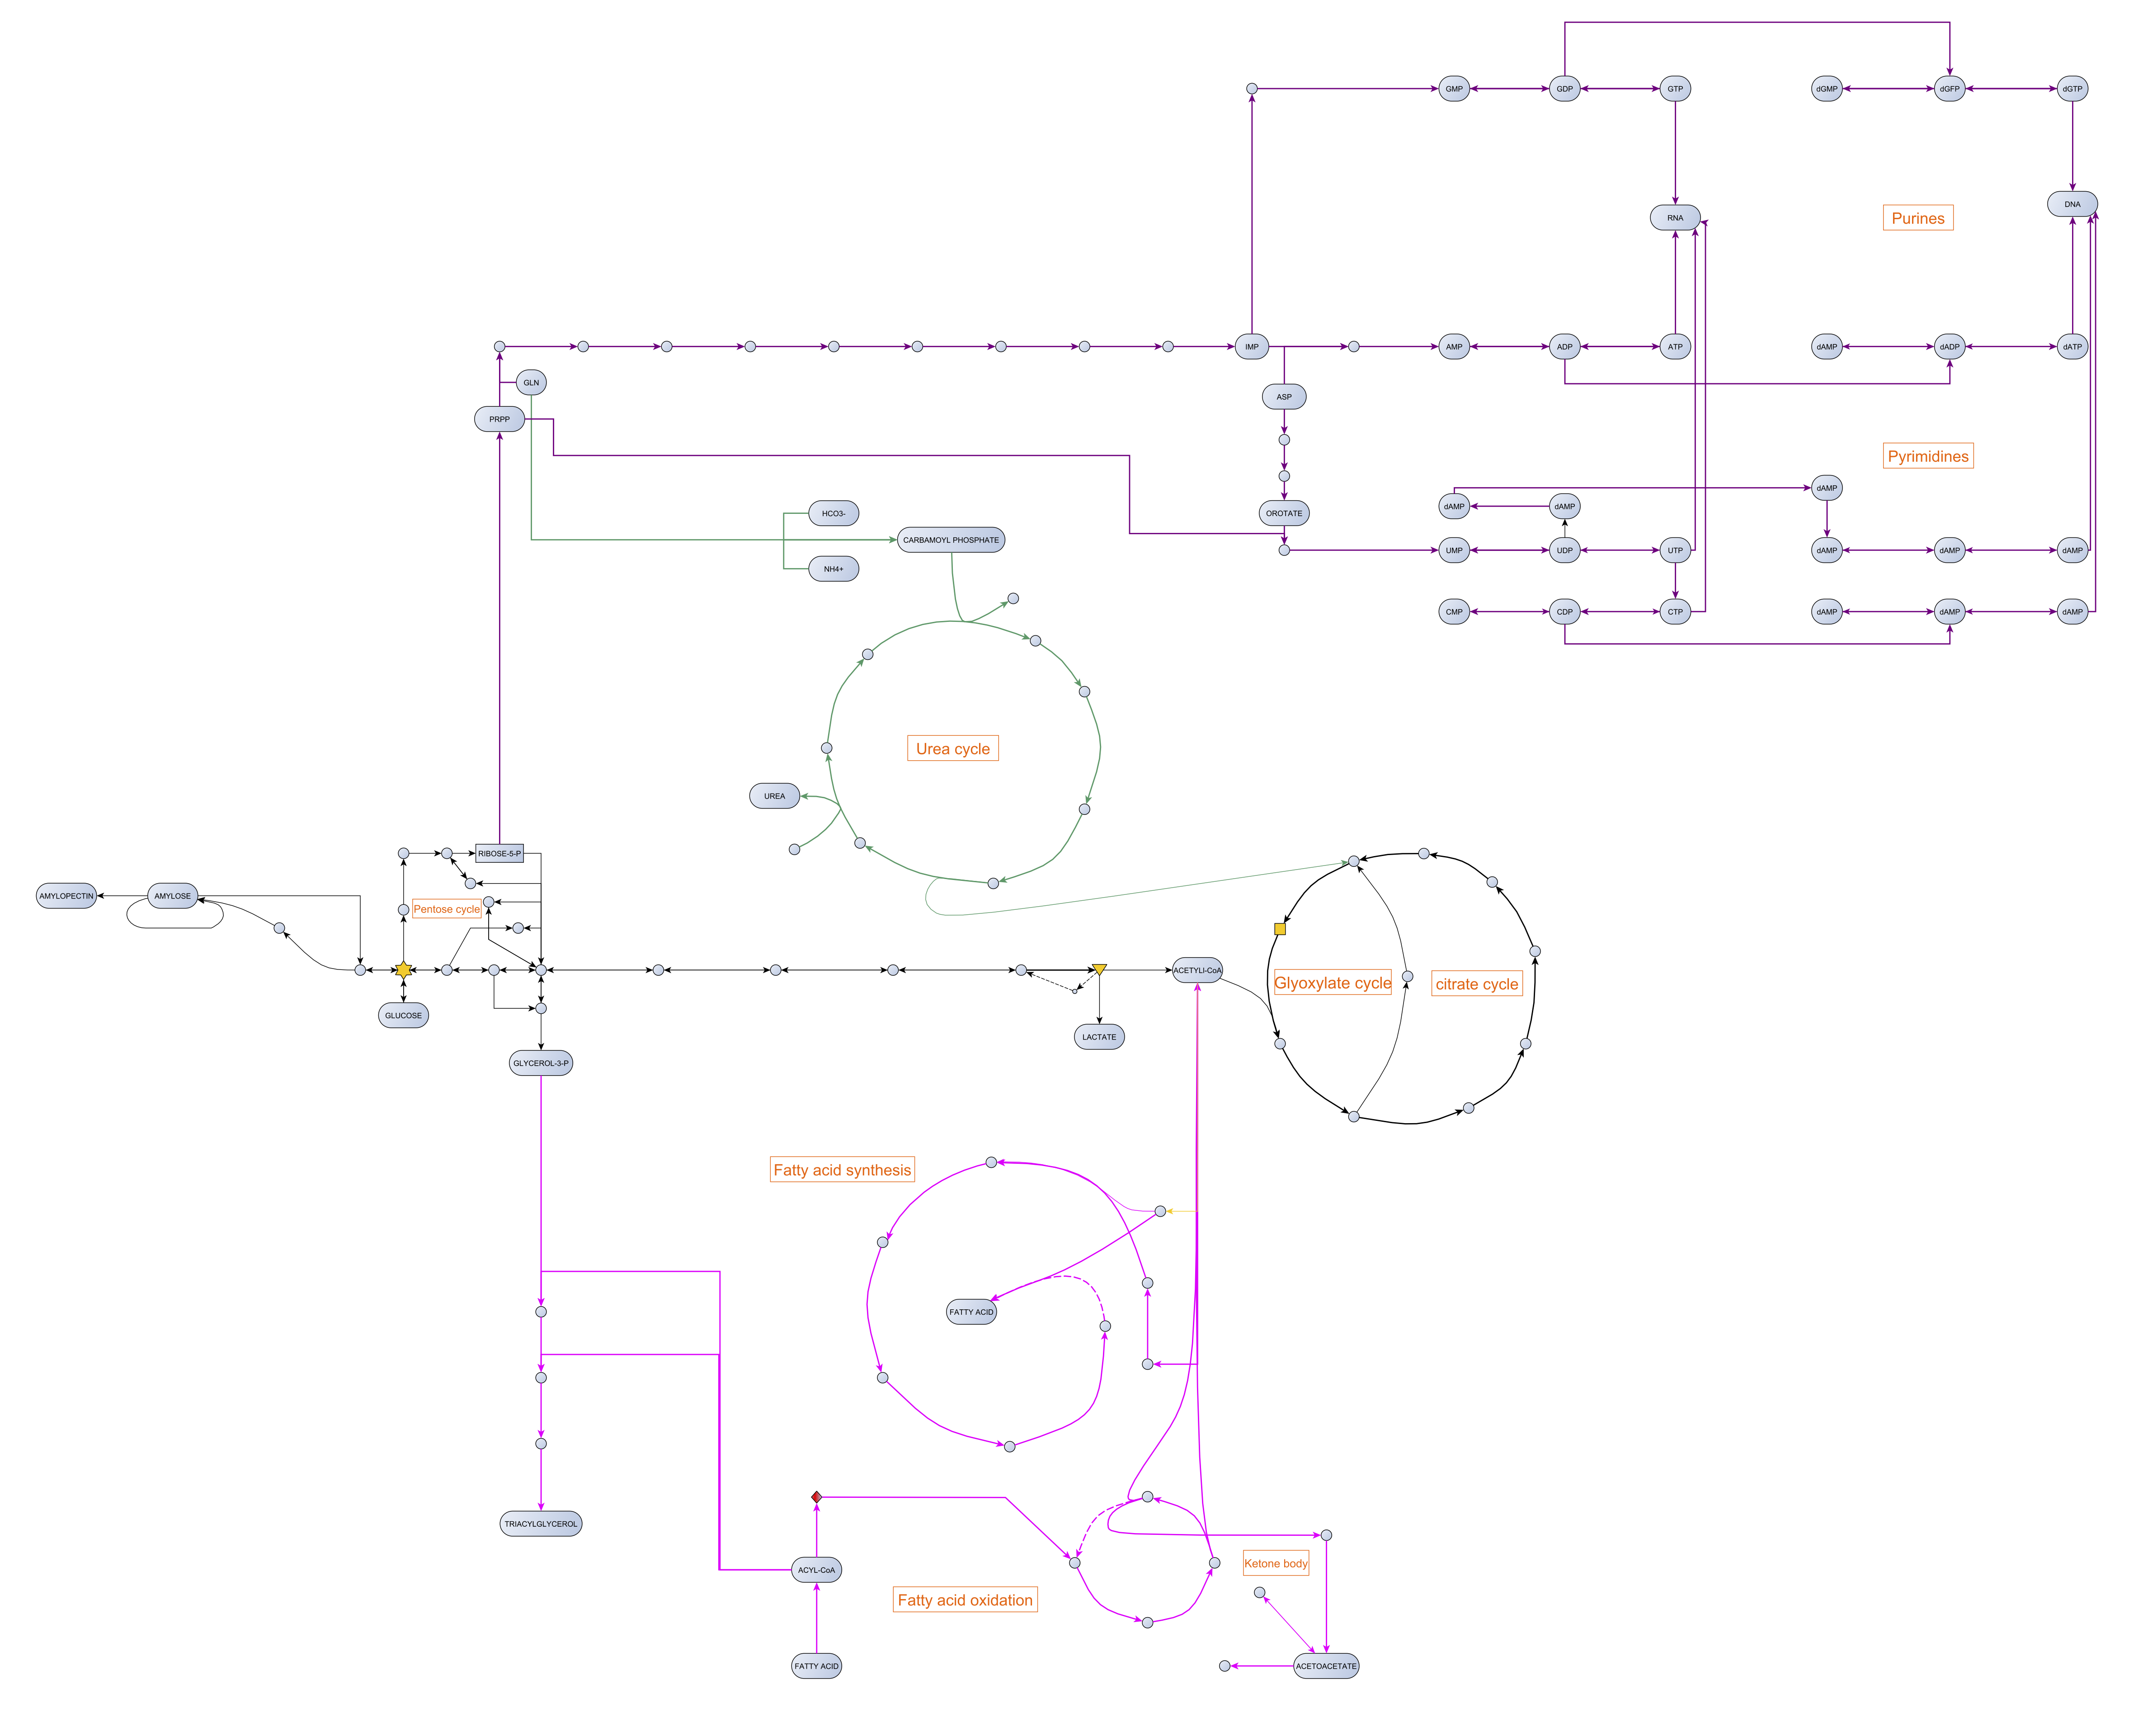 GMP
GDP
GTP
dGMP
dGFP
dGTP
RNA
Purines
DNA
IMP
AMP
ADP
ATP
dAMP
dADP
dATP
GLN
ASP
PRPP
Pyrimidines
dAMP
HCO3-
OROTATE
dAMP
dAMP
CARBAMOYL PHOSPHATE
UMP
UDP
UTP
dAMP
dAMP
dAMP
NH4+
CMP
CDP
CTP
dAMP
dAMP
dAMP
Urea cycle
UREA
RIBOSE-5-P
AMYLOPECTIN
AMYLOSE
Pentose cycle
ACETYLI-CoA
Glyoxylate cycle
citrate cycle
GLUCOSE
LACTATE
GLYCEROL-3-P
Fatty acid synthesis
FATTY ACID
TRIACYLGLYCEROL
ACYL-CoA
Ketone body
Fatty acid oxidation
FATTY ACID
ACETOACETATE